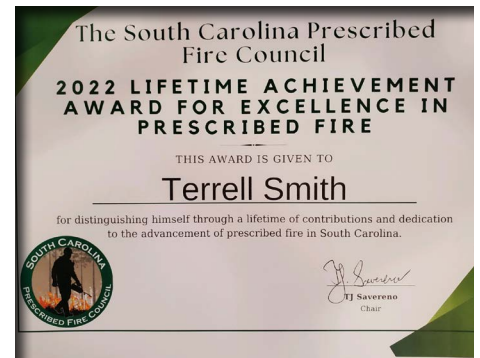 The South Carolina Prescribed
Fire Council
2022 LIFETIME ACHIEVEMENT
AWARD FOR EXCELLENCE IN
PRESCRIBED FIRE
THIS AWARD IS GIVEN TO
Terrell Smith
for distinguishing himself through a lifetime of contributions and dedication
to the advancement of prescribed fire in South Carolina.
SOUTH CAROLINA
PRESCRIBED FIRE COUNCIL
TJ Savereno
TJ Savereno
Chair